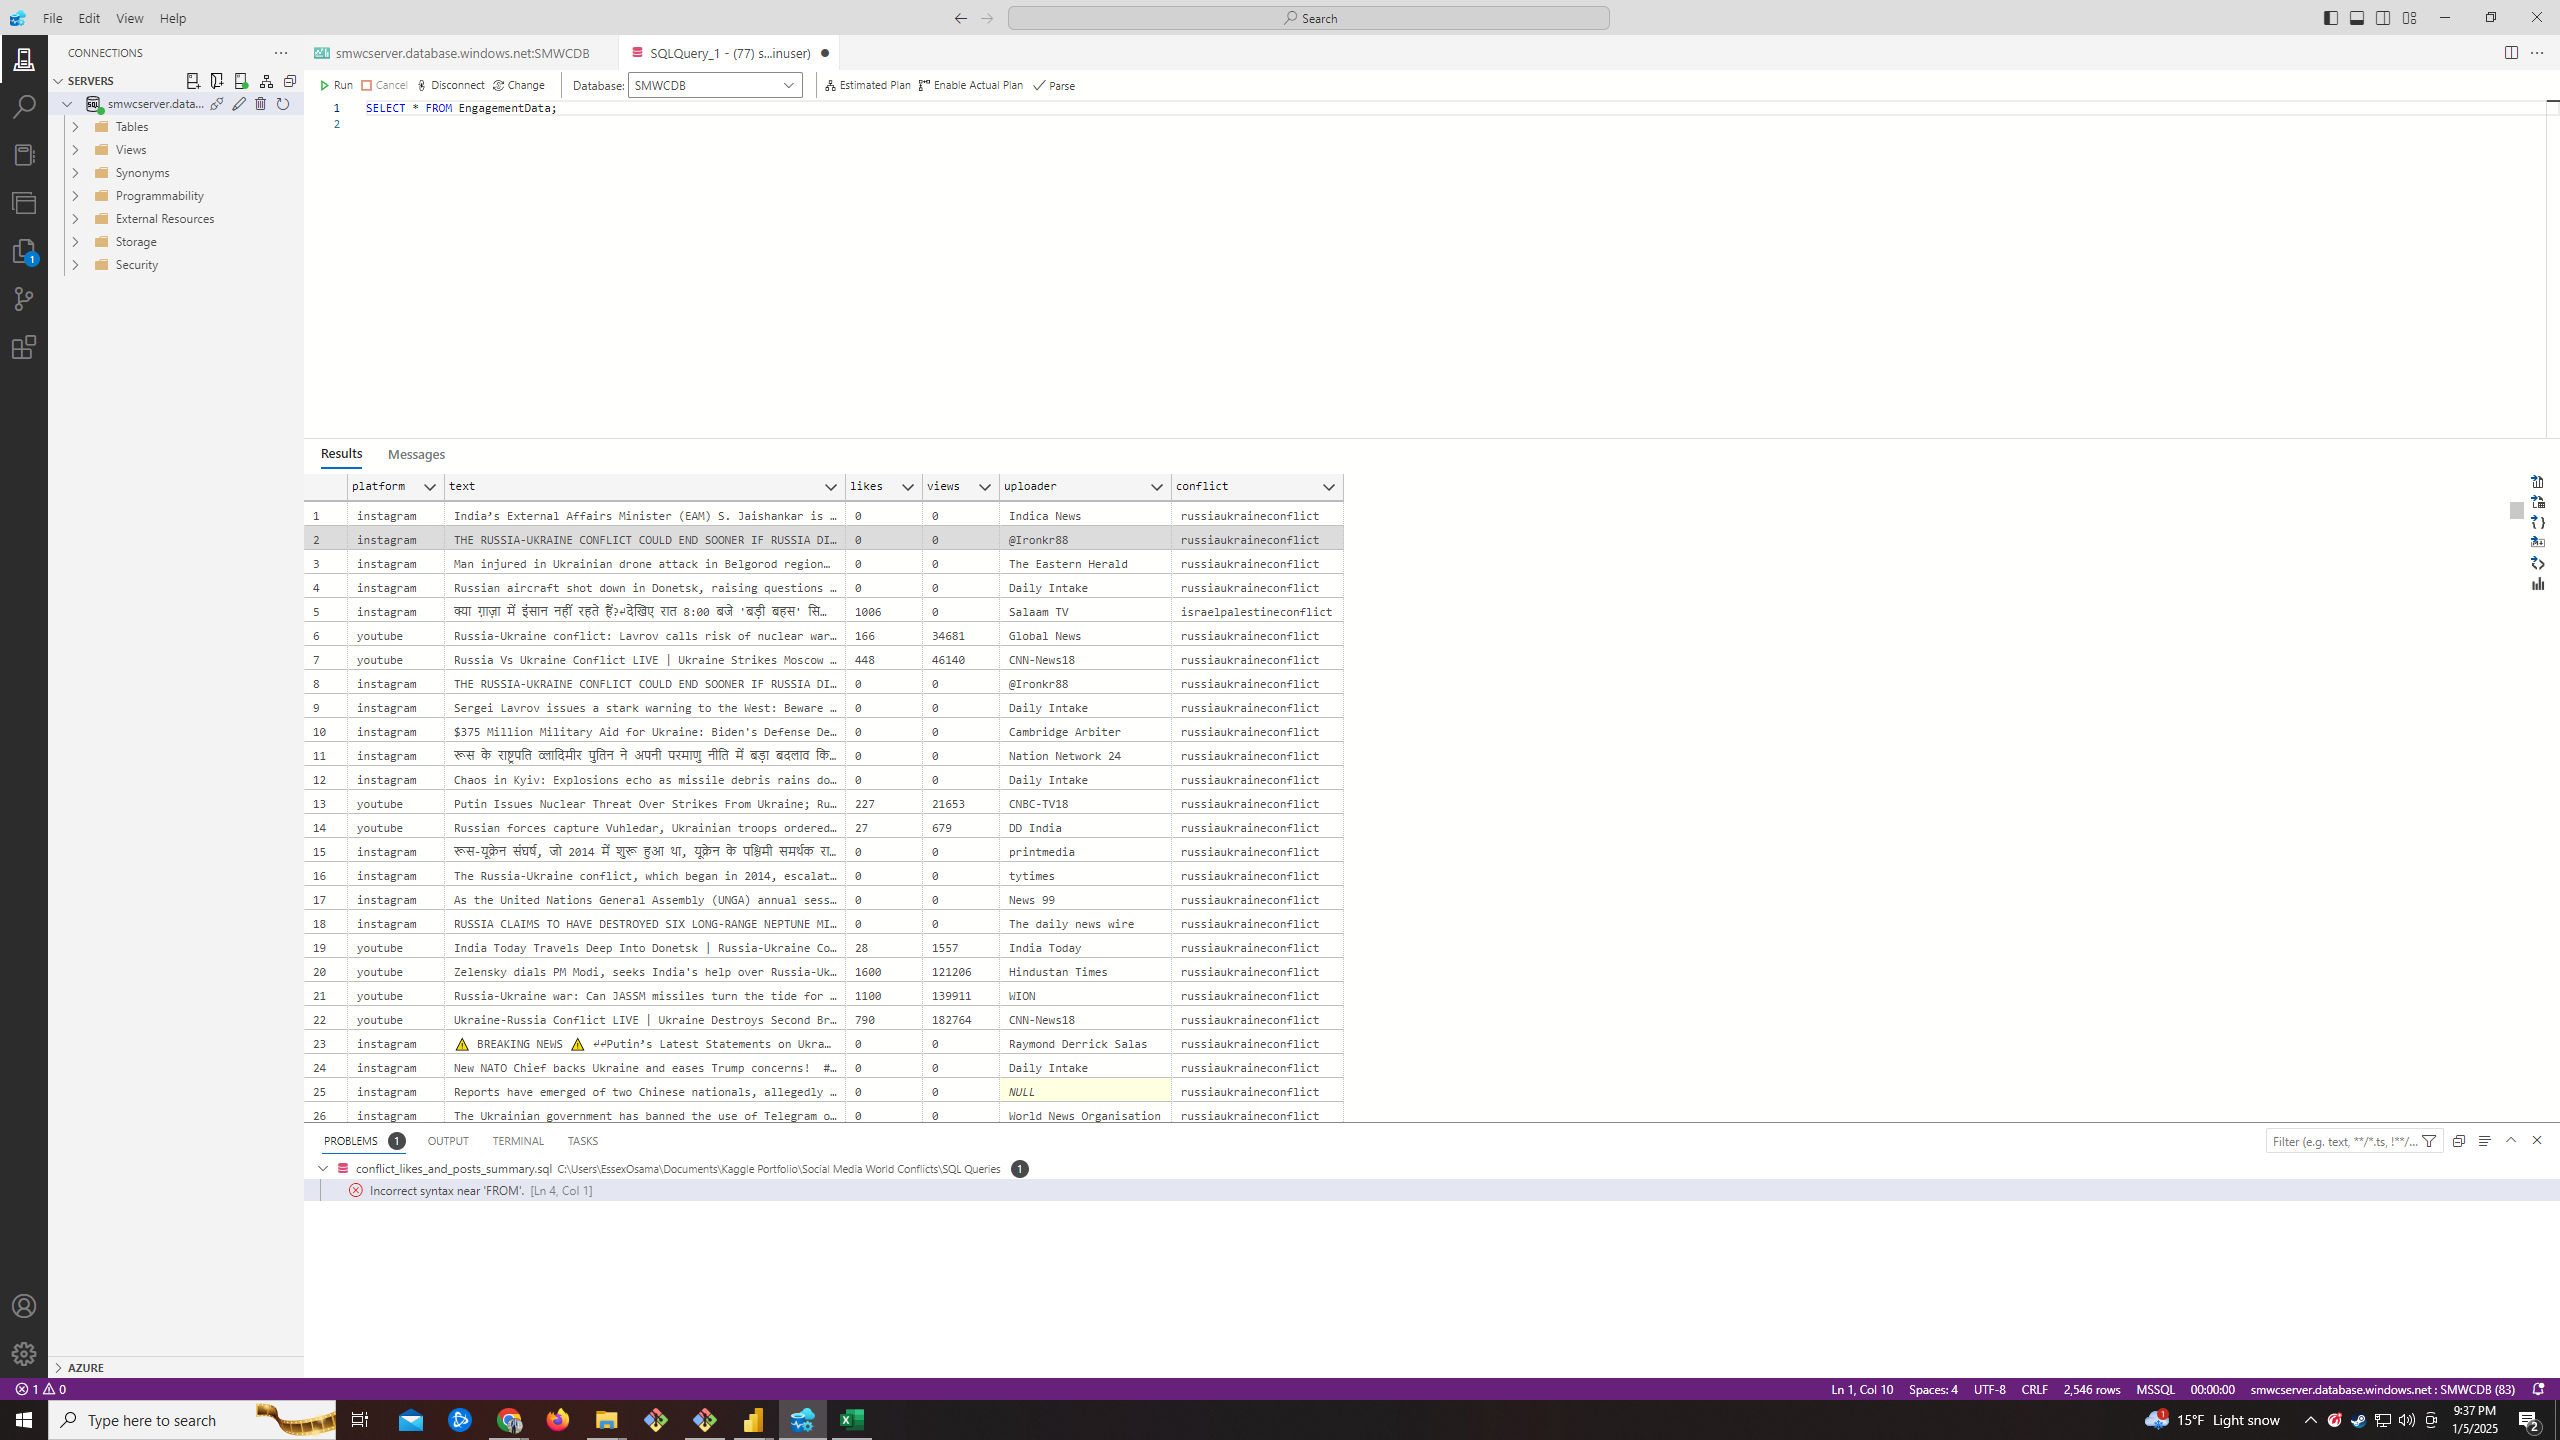 File Edit View Help
Search
CONNECTIONS
smwcserver.database.windows.net:SMWCDB
SQLQuery_1 - (77) s...inuser)
SERVERS
Run Cancel Disconnect Change Database: SMWCDB Estimated Plan Enable Actual Plan Parse
smwcserver.data...
Tables
Views
Synonyms
Programmability
External Resources
Storage
Security
1 SELECT * FROM EngagementData;
2
Results Messages
platform text likes views uploader conflict
1 instagram India’s External Affairs Minister (EAM) S. Jaishankar is … 0 0 Indica News russiaukraineconflict
2 instagram THE RUSSIA-UKRAINE CONFLICT COULD END SOONER IF RUSSIA DI… 0 0 @Ironkr88 russiaukraineconflict
3 instagram Man injured in Ukrainian drone attack in Belgorod region… 0 0 The Eastern Herald russiaukraineconflict
4 instagram Russian aircraft shot down in Donetsk, raising questions … 0 0 Daily Intake russiaukraineconflict
5 instagram क्या ग़ाज़ा में इंसान नहीं रहते हैं?↵देखिए रात 8:00 बजे 'बड़ी बहस' सि… 1006 0 Salaam TV israelpalestineconflict
6 youtube Russia-Ukraine conflict: Lavrov calls risk of nuclear war… 166 34681 Global News russiaukraineconflict
7 youtube Russia Vs Ukraine Conflict LIVE | Ukraine Strikes Moscow … 448 46140 CNN-News18 russiaukraineconflict
8 instagram THE RUSSIA-UKRAINE CONFLICT COULD END SOONER IF RUSSIA DI… 0 0 @Ironkr88 russiaukraineconflict
9 instagram Sergei Lavrov issues a stark warning to the West: Beware … 0 0 Daily Intake russiaukraineconflict
10 instagram $375 Million Military Aid for Ukraine: Biden's Defense De… 0 0 Cambridge Arbiter russiaukraineconflict
11 instagram रूस के राष्ट्रपति व्लादिमीर पुतिन ने अपनी परमाणु नीति में बड़ा बदलाव कि… 0 0 Nation Network 24 russiaukraineconflict
12 instagram Chaos in Kyiv: Explosions echo as missile debris rains do… 0 0 Daily Intake russiaukraineconflict
13 youtube Putin Issues Nuclear Threat Over Strikes From Ukraine; Ru… 227 21653 CNBC-TV18 russiaukraineconflict
14 youtube Russian forces capture Vuhledar, Ukrainian troops ordered… 27 679 DD India russiaukraineconflict
15 instagram रूस-यूक्रेन संघर्ष, जो 2014 में शुरू हुआ था, यूक्रेन के पश्चिमी समर्थक रा… 0 0 printmedia russiaukraineconflict
16 instagram The Russia-Ukraine conflict, which began in 2014, escalat… 0 0 tytimes russiaukraineconflict
17 instagram As the United Nations General Assembly (UNGA) annual sess… 0 0 News 99 russiaukraineconflict
18 instagram RUSSIA CLAIMS TO HAVE DESTROYED SIX LONG-RANGE NEPTUNE MI… 0 0 The daily news wire russiaukraineconflict
19 youtube India Today Travels Deep Into Donetsk | Russia-Ukraine Co… 28 1557 India Today russiaukraineconflict
20 youtube Zelensky dials PM Modi, seeks India's help over Russia-Uk… 1600 121206 Hindustan Times russiaukraineconflict
21 youtube Russia-Ukraine war: Can JASSM missiles turn the tide for … 1100 139911 WION russiaukraineconflict
22 youtube Ukraine-Russia Conflict LIVE | Ukraine Destroys Second Br… 790 182764 CNN-News18 russiaukraineconflict
23 instagram ⚠ BREAKING NEWS ⚠ ↵↵Putin’s Latest Statements on Ukra… 0 0 Raymond Derrick Salas russiaukraineconflict
24 instagram New NATO Chief backs Ukraine and eases Trump concerns! #… 0 0 Daily Intake russiaukraineconflict
25 instagram Reports have emerged of two Chinese nationals, allegedly … 0 0 NULL russiaukraineconflict
26 instagram The Ukrainian government has banned the use of Telegram o… 0 0 World News Organisation russiaukraineconflict
PROBLEMS 1 OUTPUT TERMINAL TASKS Filter (e.g. text, **/*.ts, !**/...
conflict_likes_and_posts_summary.sql C:\Users\EssexOsama\Documents\Kaggle Portfolio\Social Media World Conflicts\SQL Queries 1
Incorrect syntax near 'FROM'. [Ln 4, Col 1]
AZURE
1 0 Ln 1, Col 10 Spaces: 4 UTF-8 CRLF 2,546 rows MSSQL 00:00:00 smwcserver.database.windows.net : SMWCDB (83)
Type here to search 15°F Light snow 9:37 PM
1/5/2025 2